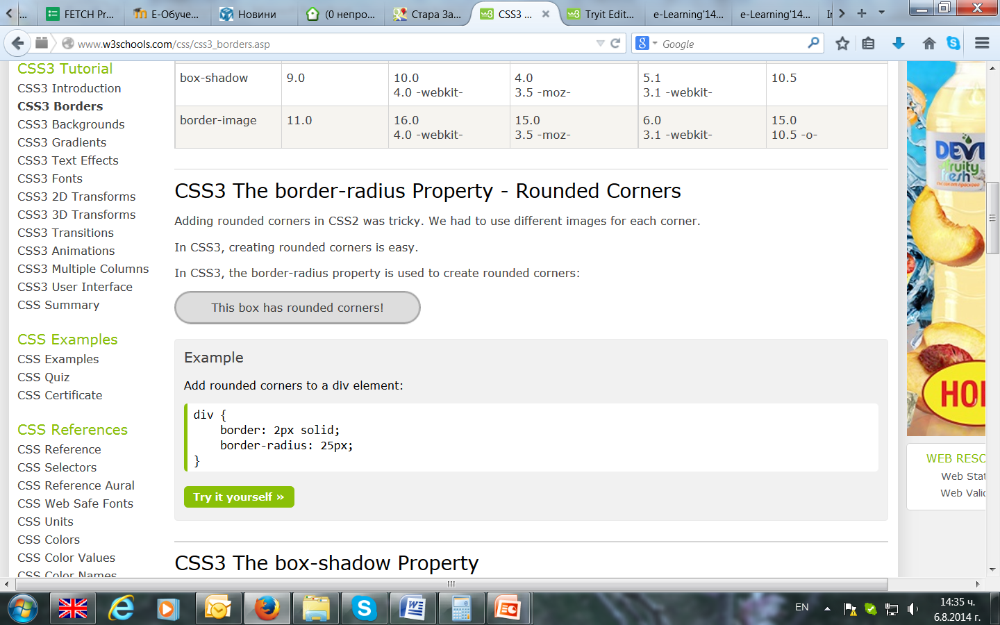 FETCH Pr...
Е-Обуче...
Новини
(0 непро...
Стара За...
CSS3 ...
Tryit Edit...
e-Learning'14...
e-Learning'14...
www.w3schools.com/css/css3_borders.asp
Google
CSS3 Tutorial
CSS3 Introduction
CSS3 Borders
CSS3 Backgrounds
CSS3 Gradients
CSS3 Text Effects
CSS3 Fonts
CSS3 2D Transforms
CSS3 3D Transforms
CSS3 Transitions
CSS3 Animations
CSS3 Multiple Columns
CSS3 User Interface
CSS Summary
CSS Examples
CSS Examples
CSS Quiz
CSS Certificate
CSS References
CSS Reference
CSS Selectors
CSS Reference Aural
CSS Web Safe Fonts
CSS Units
CSS Colors
CSS Color Values
CSS Color Names
box-shadow 9.0 10.0 4.0 5.1 10.5
4.0 -webkit- 3.5 -moz- 3.1 -webkit-
border-image 11.0 16.0 15.0 6.0 15.0
4.0 -webkit- 3.5 -moz- 3.1 -webkit- 10.5 -o-
CSS3 The border-radius Property - Rounded Corners
Adding rounded corners in CSS2 was tricky. We had to use different images for each corner.
In CSS3, creating rounded corners is easy.
In CSS3, the border-radius property is used to create rounded corners:
This box has rounded corners!
Example
Add rounded corners to a div element:
div {
border: 2px solid;
border-radius: 25px;
}
Try it yourself »
CSS3 The box-shadow Property
DEVI
fruity
fresh
НОВ
WEB RESO
Web Stat
Web Valid
EN
14:35 ч.
6.8.2014 г.